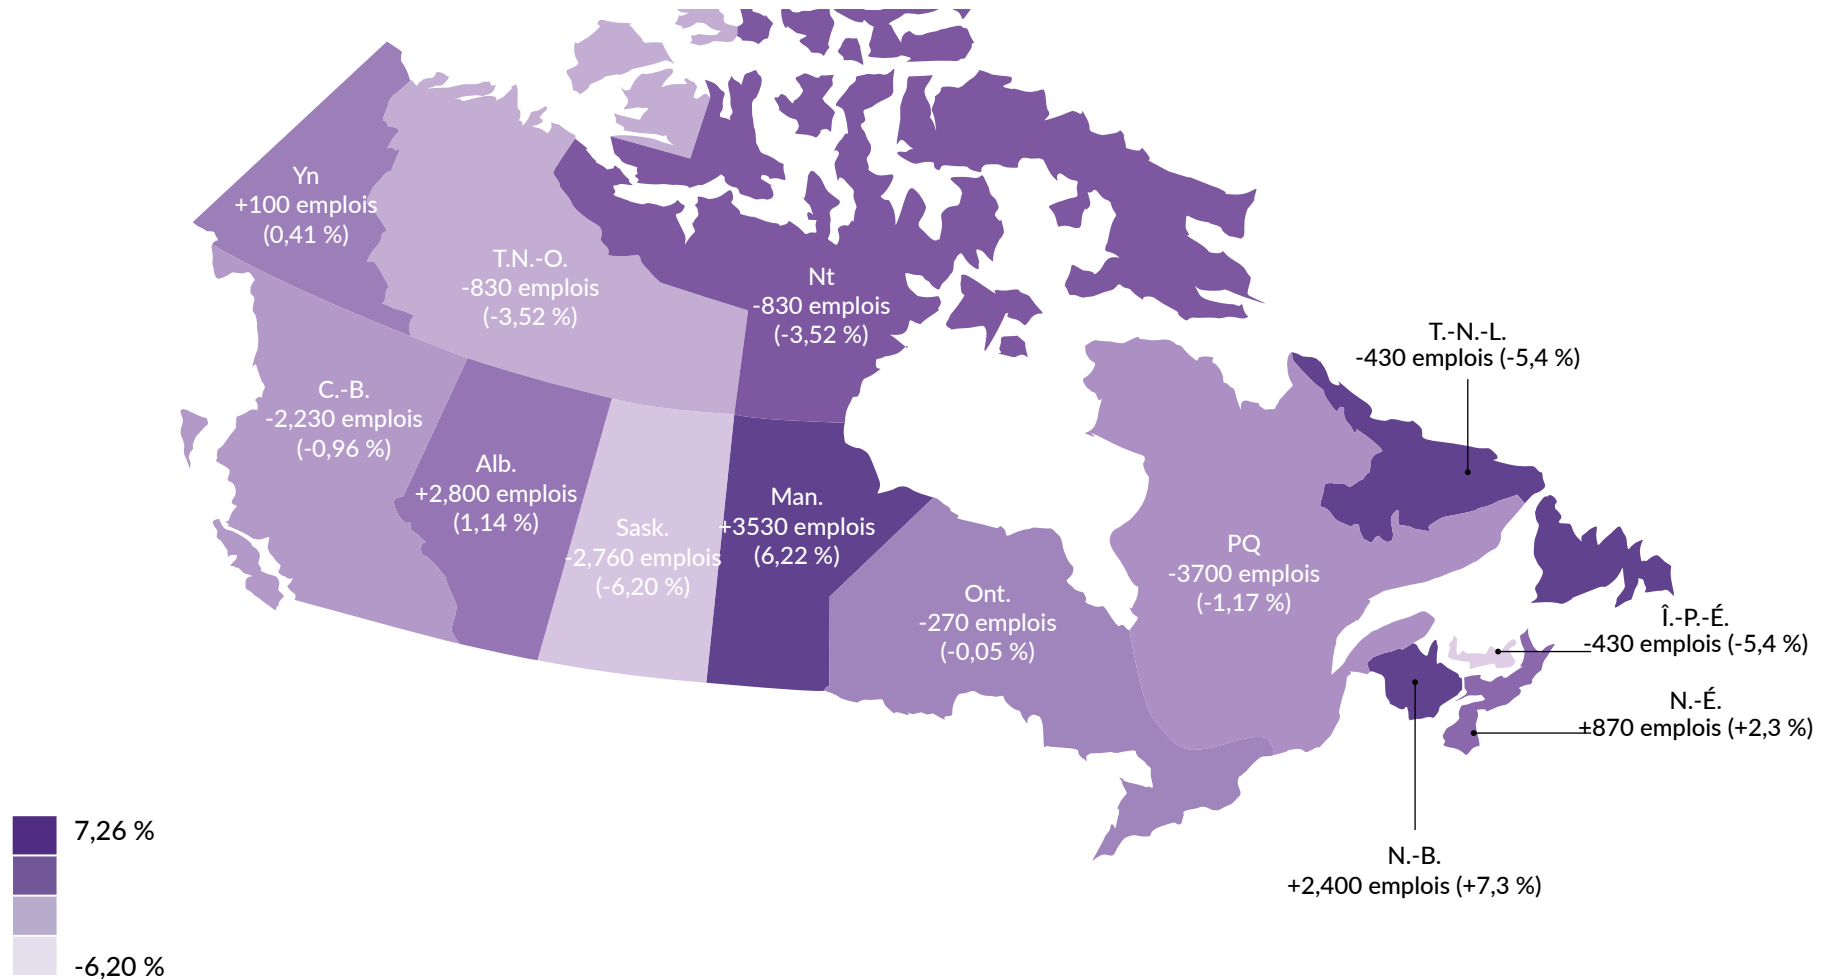 Yn
+100 emplois
(0,41 %)
T.N.-O.
-830 emplois
(-3,52 %)
Nt
-830 emplois
(-3,52 %)
T.-N.-L.
-430 emplois (-5,4 %)
C.-B.
-2,230 emplois
(-0,96 %)
Alb.
+2,800 emplois
(1,14 %)
Sask.
-2,760 emplois
(-6,20 %)
Man.
+3530 emplois
(6,22 %)
Ont.
-270 emplois
(-0,05 %)
PQ
-3700 emplois
(-1,17 %)
Î.-P.-É.
-430 emplois (-5,4 %)
N.-É.
+870 emplois (+2,3 %)
N.-B.
+2,400 emplois (+7,3 %)
7,26 %
-6,20 %